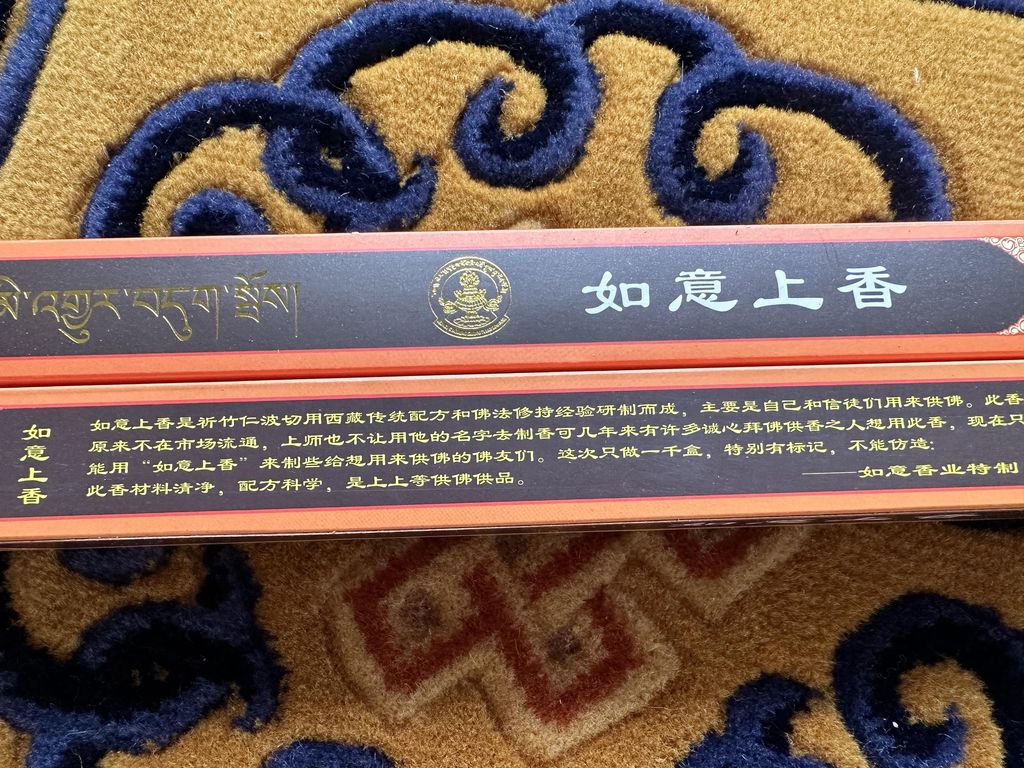 མི་འགྱུར་བདུག་སྤོས།
如意上香
如意上香
如意上香是祈竹仁波切用西藏传统配方和佛法修持经验研制而成，主要是自己和信徒们用来供佛。此香
原来不在市场流通，上师也不让用他的名字去制香可几年来有许多诚心拜佛供香之人想用此香，现在只
能用“如意上香”来制些给想用来供佛的佛友们。这次只做一千盒，特别有标记，不能仿造：
此香材料清净，配方科学，是上上等供佛供品。
——如意香业特制